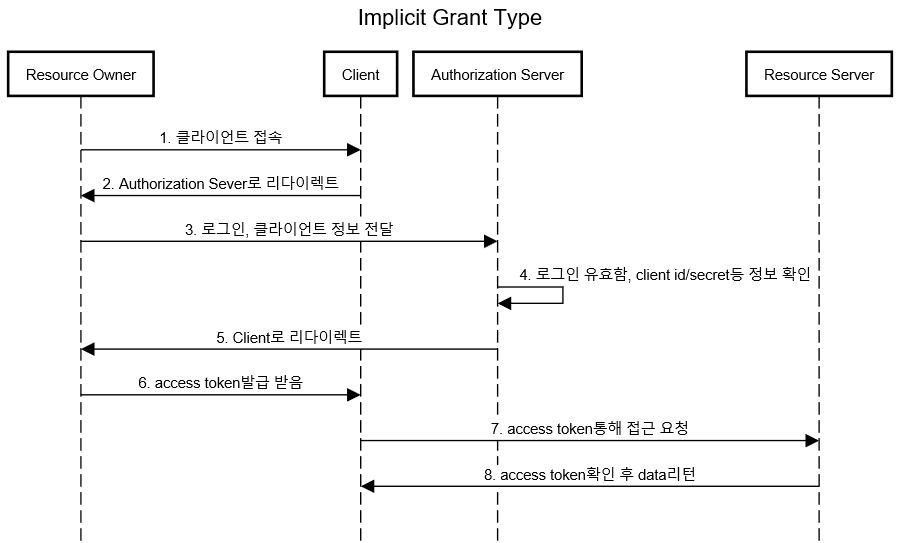 Implicit Grant Type
Resource Owner
Client
Authorization Server
Resource Server
1. 클라이언트 접속
2. Authorization Sever로 리다이렉트
3. 로그인, 클라이언트 정보 전달
4. 로그인 유효함, client id/secret등 정보 확인
5. Client로 리다이렉트
6. access token발급 받음
7. access token통해 접근 요청
8. access token확인 후 data리턴